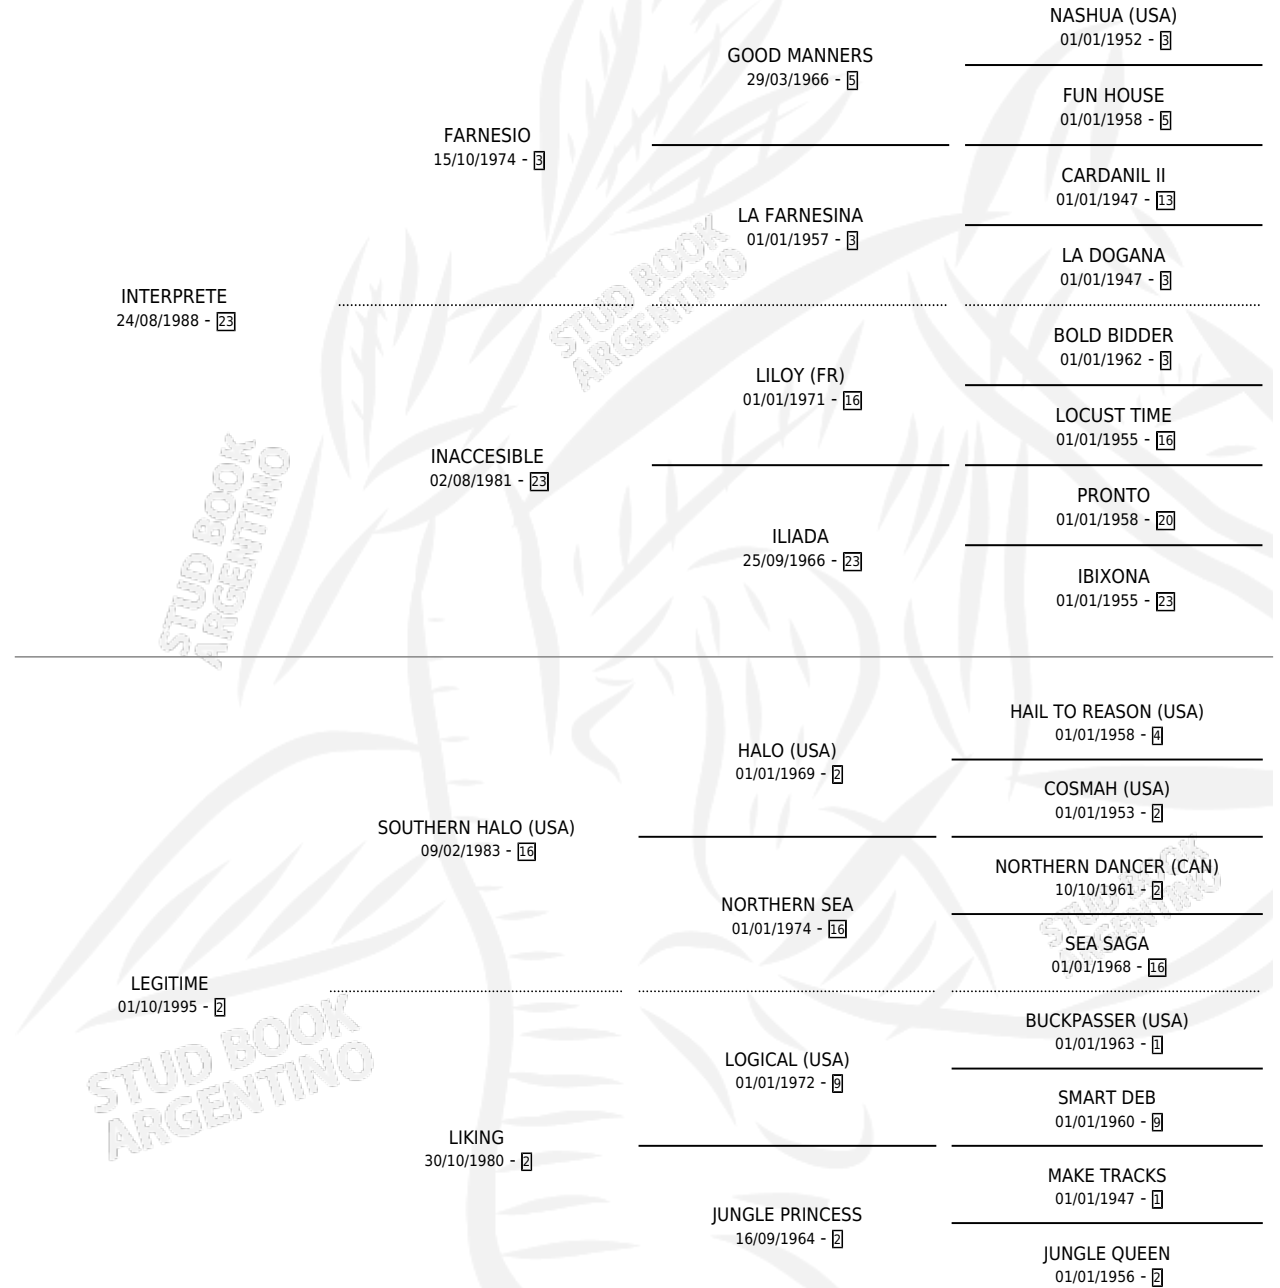 NASHUA (USA)
01/01/1952 - 3
GOOD MANNERS
29/03/1966 - 5
FUN HOUSE
01/01/1958 - 5
FARNESIO
15/10/1974 - 3
CARDANIL II
01/01/1947 - 13
LA FARNESINA
01/01/1957 - 3
LA DOGANA
01/01/1947 - 3
INTERPRETE
24/08/1988 - 23
BOLD BIDDER
01/01/1962 - 3
LILOY (FR)
01/01/1971 - 16
LOCUST TIME
01/01/1955 - 16
INACCESIBLE
02/08/1981 - 23
PRONTO
01/01/1958 - 20
ILIADA
25/09/1966 - 23
IBIXONA
01/01/1955 - 23
STUD BOOK
ARGENTINO
STUD BOOK
ARGENTINO
HAIL TO REASON (USA)
01/01/1958 - 4
HALO (USA)
01/01/1969 - 2
COSMAH (USA)
01/01/1953 - 2
SOUTHERN HALO (USA)
09/02/1983 - 16
NORTHERN DANCER (CAN)
10/10/1961 - 2
NORTHERN SEA
01/01/1974 - 16
SEA SAGA
01/01/1968 - 16
STUD BOOK
ARGENTINO
LEGITIME
01/10/1995 - 2
BUCKPASSER (USA)
01/01/1963 - 1
LOGICAL (USA)
01/01/1972 - 9
SMART DEB
01/01/1960 - 9
STUD BOOK
ARGENTINO
LIKING
30/10/1980 - 2
MAKE TRACKS
01/01/1947 - 1
JUNGLE PRINCESS
16/09/1964 - 2
JUNGLE QUEEN
01/01/1956 - 2